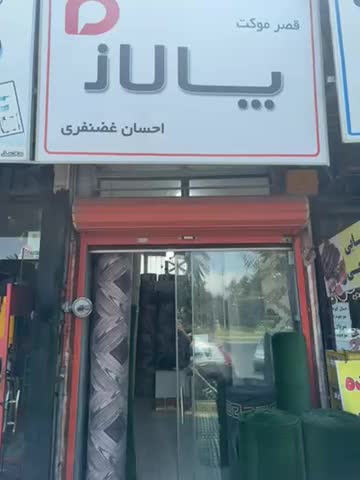 قصر موکت
پالاز
احسان غضنفری